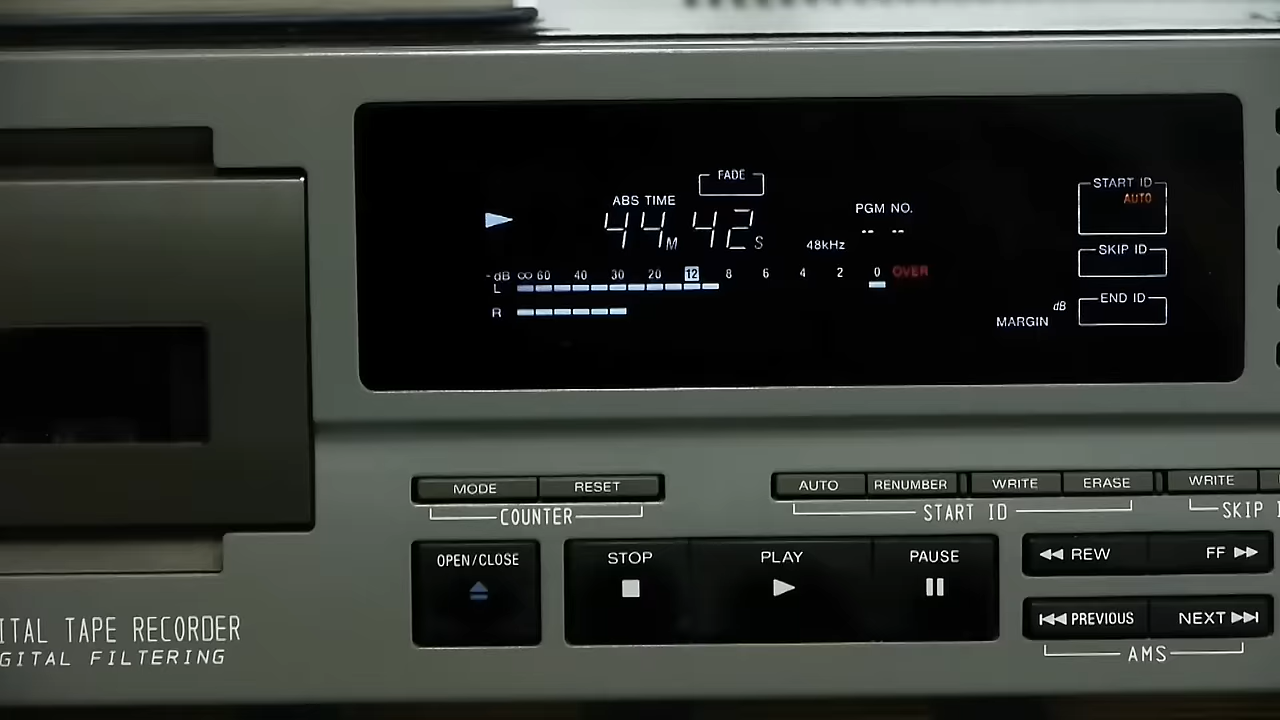 FADE
ABS TIME
44M 42S
PGM NO.
-- --
48kHz
-dB ∞ 60 40 30 20 12 8 6 4 2 0 OVER
L
R
START ID
AUTO
SKIP ID
END ID
MARGIN dB
MODE RESET
COUNTER
AUTO RENUMBER WRITE ERASE
START ID
WRITE
SKIP
OPEN/CLOSE
STOP PLAY PAUSE
REW FF
PREVIOUS NEXT
AMS
ITAL TAPE RECORDER
GITAL FILTERING